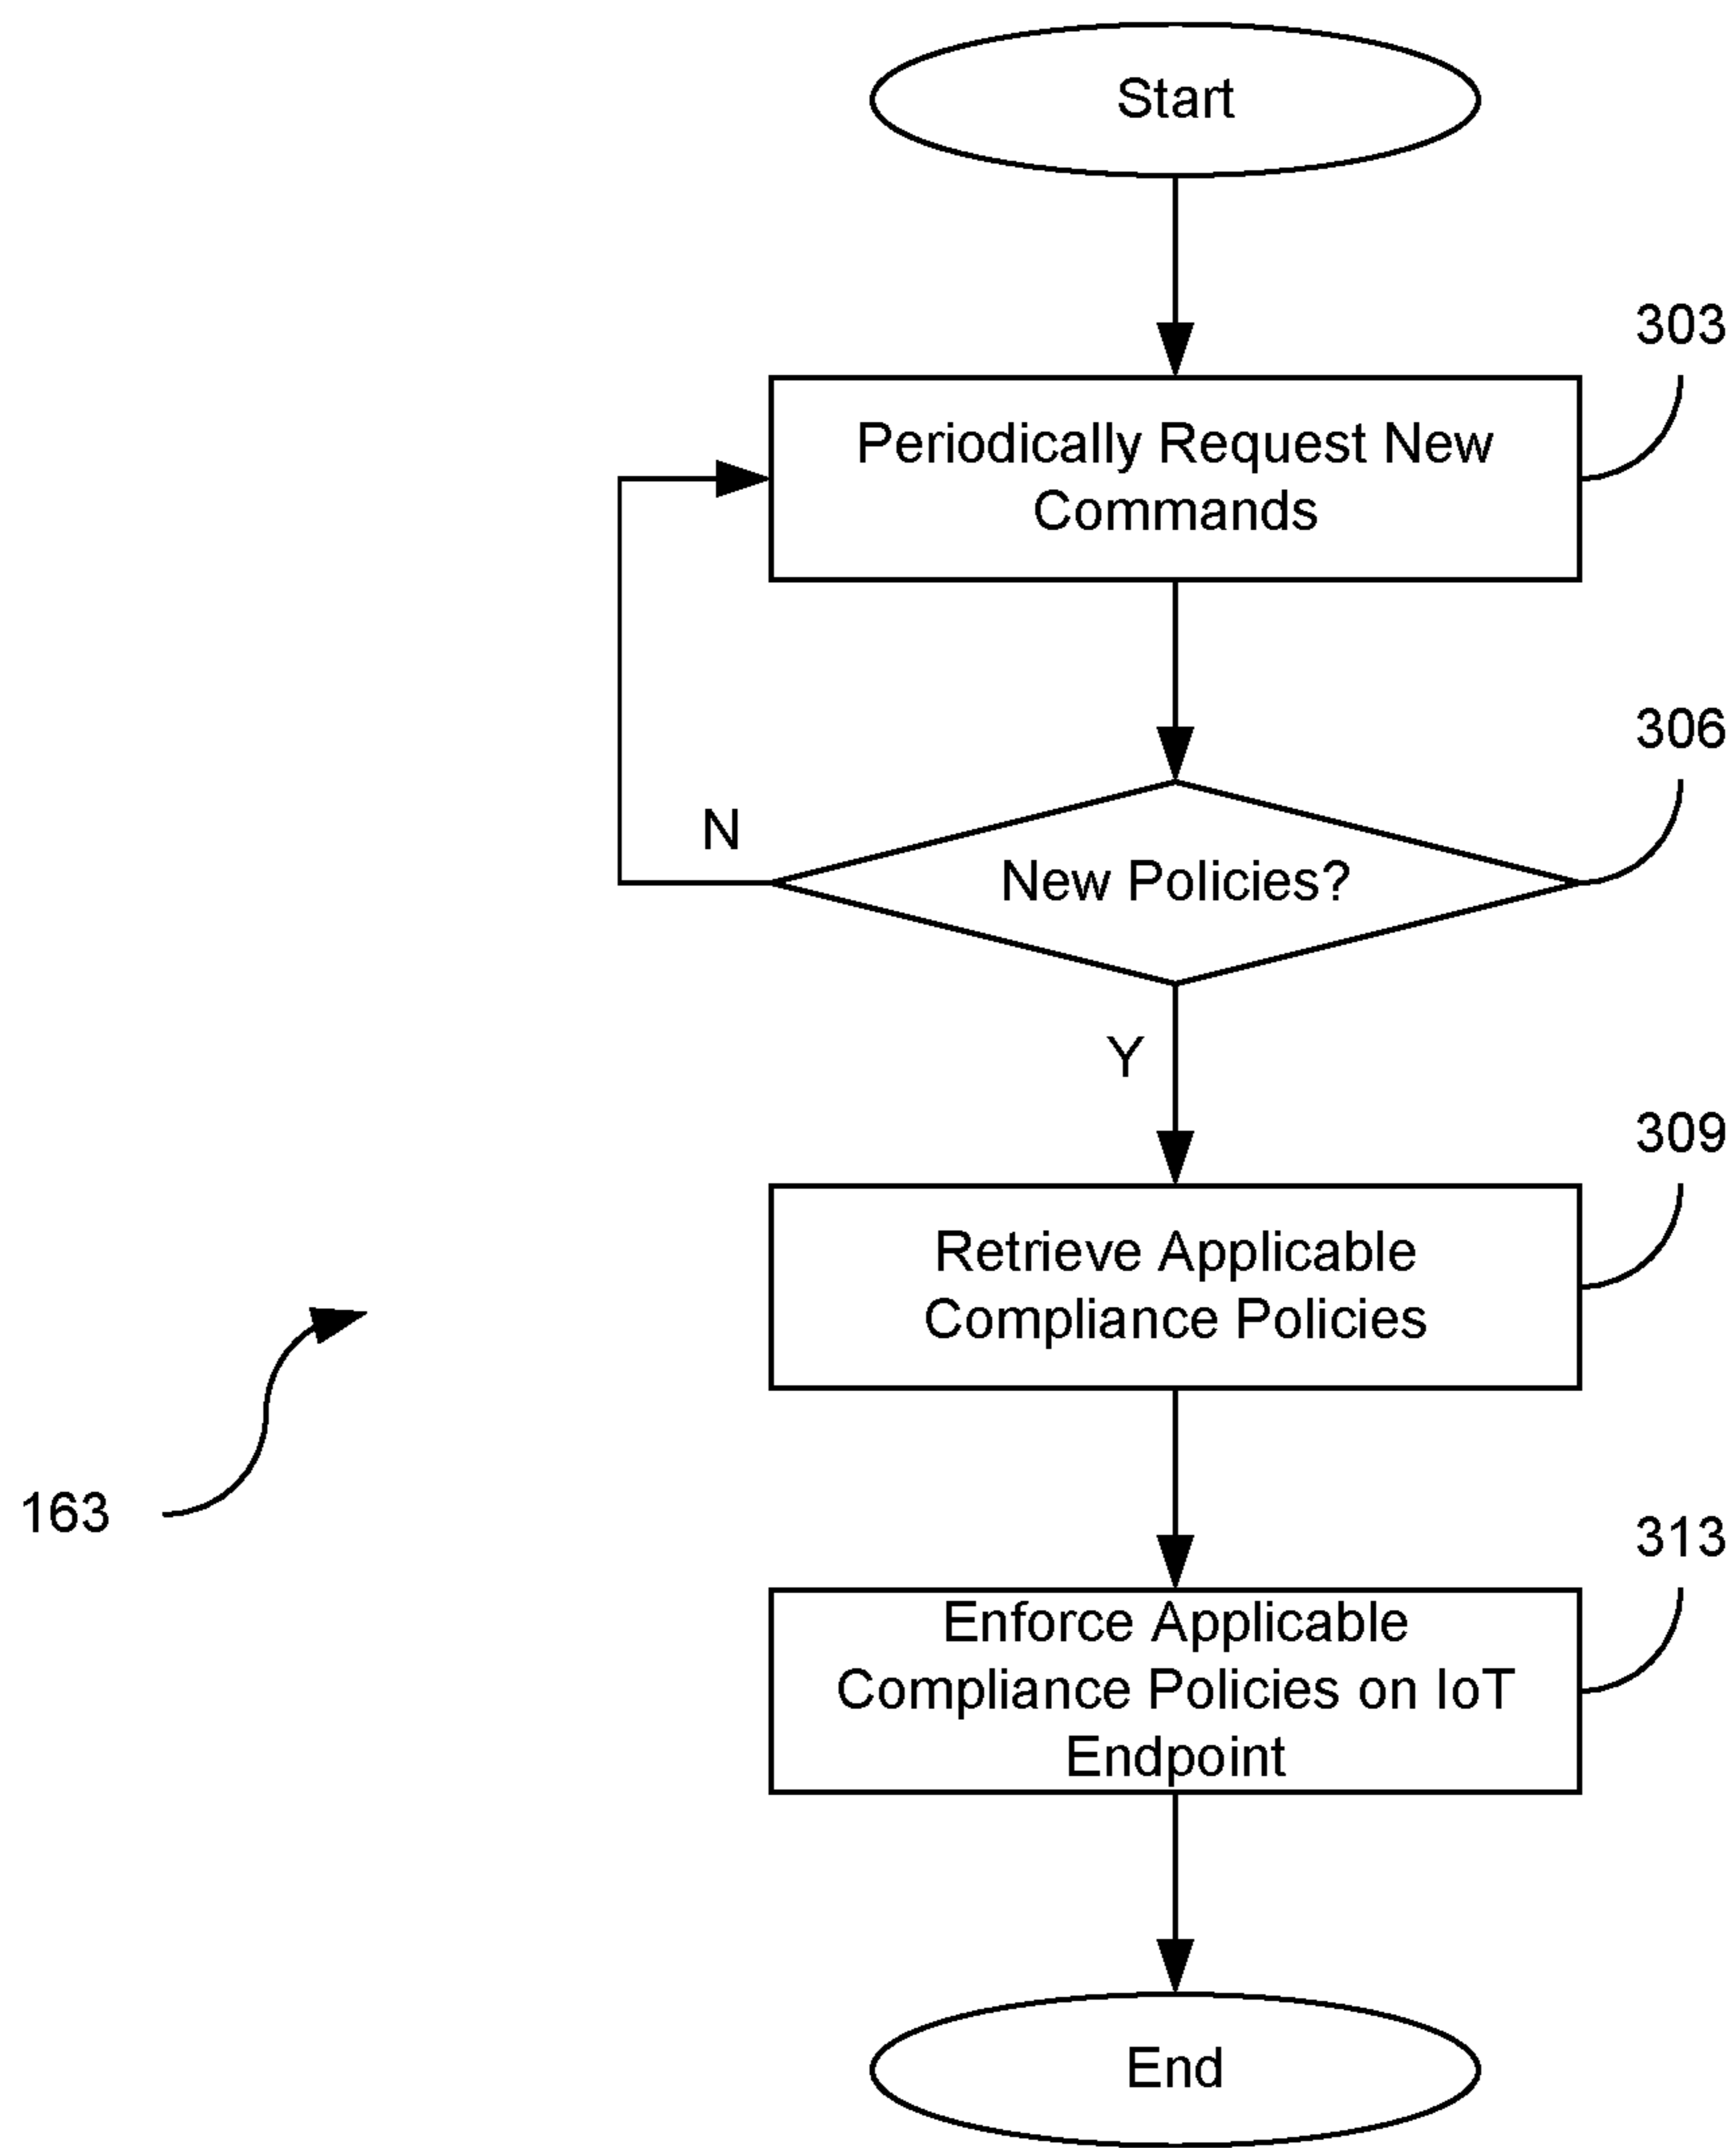 Start
303
Periodically Request New
Commands
306
N
New Policies?
Y
309
Retrieve Applicable
Compliance Policies
163
313
Enforce Applicable
Compliance Policies on IoT
Endpoint
End